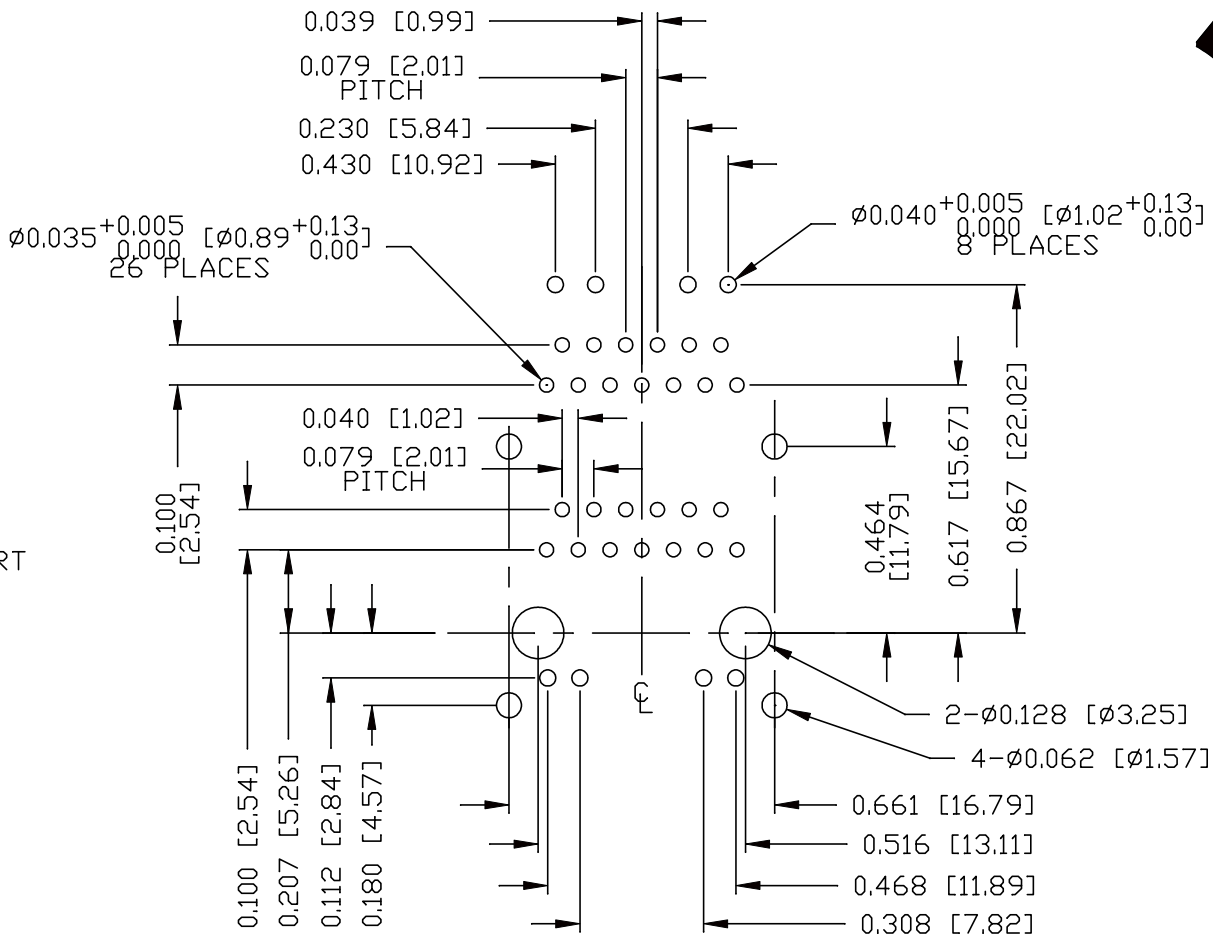 0.039 [0.99]
0.079 [2.01]
PITCH
0.230 [5.84]
0.430 [10.92]
Ø0.035+0.005 0.000 [Ø0.89+0.13 0.00]
26 PLACES
Ø0.040+0.005 0.000 [Ø1.02+0.13 0.00]
8 PLACES
0.040 [1.02]
0.079 [2.01]
PITCH
0.100
[2.54]
0.464
[11.79]
0.617 [15.67]
0.867 [22.02]
RT
℄
2-Ø0.128 [Ø3.25]
4-Ø0.062 [Ø1.57]
0.100 [2.54]
0.207 [5.26]
0.112 [2.84]
0.180 [4.57]
0.661 [16.79]
0.516 [13.11]
0.468 [11.89]
0.308 [7.82]